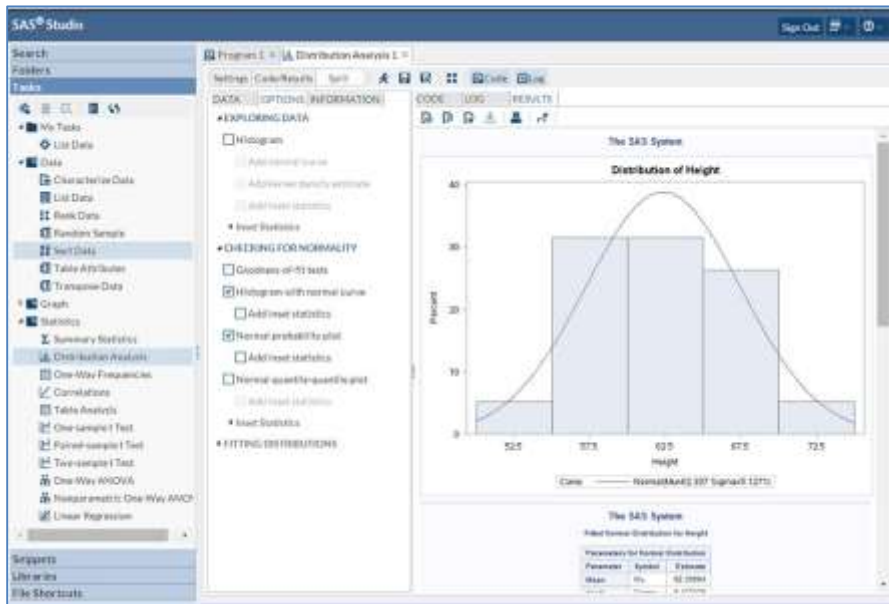 SAS® Studio
Sign Out
Search
Folders
Tasks
My Tasks
List Data
Data
Characterize Data
List Data
Rank Data
Random Sample
Sort Data
Table Attributes
Transpose Data
Graph
Statistics
Summary Statistics
Distribution Analysis
One-Way Frequencies
Correlations
Table Analysis
One-sample t Test
Paired-sample t Test
Two-sample t Test
One-Way ANOVA
Nonparametric One-Way ANOV
Linear Regression
Snippets
Libraries
File Shortcuts
Program 1 × Distribution Analysis 1 ×
Settings Code/Results Split Code Log
DATA OPTIONS INFORMATION
EXPLORING DATA
Histogram
Add normal curve
Add kernel density estimate
Add inset statistics
Inset Statistics
CHECKING FOR NORMALITY
Goodness-of-fit tests
Histogram with normal curve
Add inset statistics
Normal probability plot
Add inset statistics
Normal quantile-quantile plot
Add inset statistics
Inset Statistics
FITTING DISTRIBUTIONS
CODE LOG RESULTS
The SAS System
Distribution of Height
40
30
20
10
0
Percent
52.5 57.5 62.5 67.5 72.5
Height
Curve
The SAS System
Fitted Normal Distribution for Height
Parameters for Normal Distribution
Parameter Symbol Estimate
Mean Mu